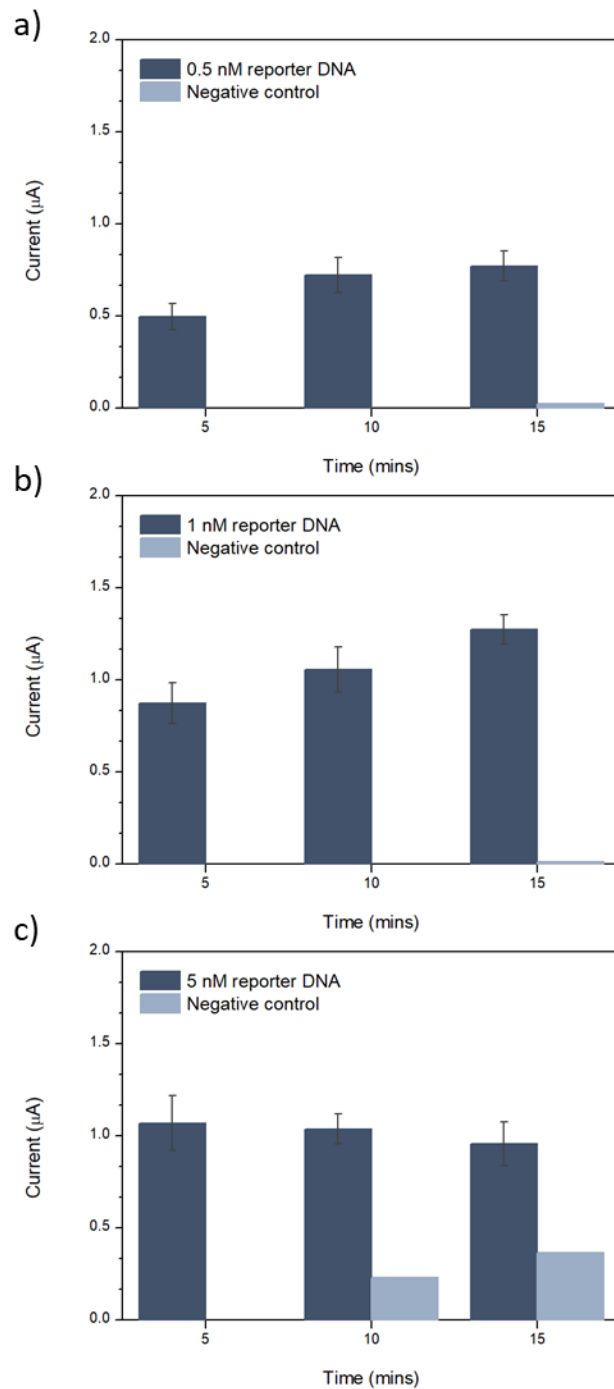 a)
2.0
0.5 nM reporter DNA
Negative control
1.5
Current (μA)
1.0
0.5
0.0
5 10 15
Time (mins)
b)
2.0
1 nM reporter DNA
Negative control
1.5
Current (μA)
1.0
0.5
0.0
5 10 15
Time (mins)
c)
2.0
5 nM reporter DNA
Negative control
1.5
Current (μA)
1.0
0.5
0.0
5 10 15
Time (mins)